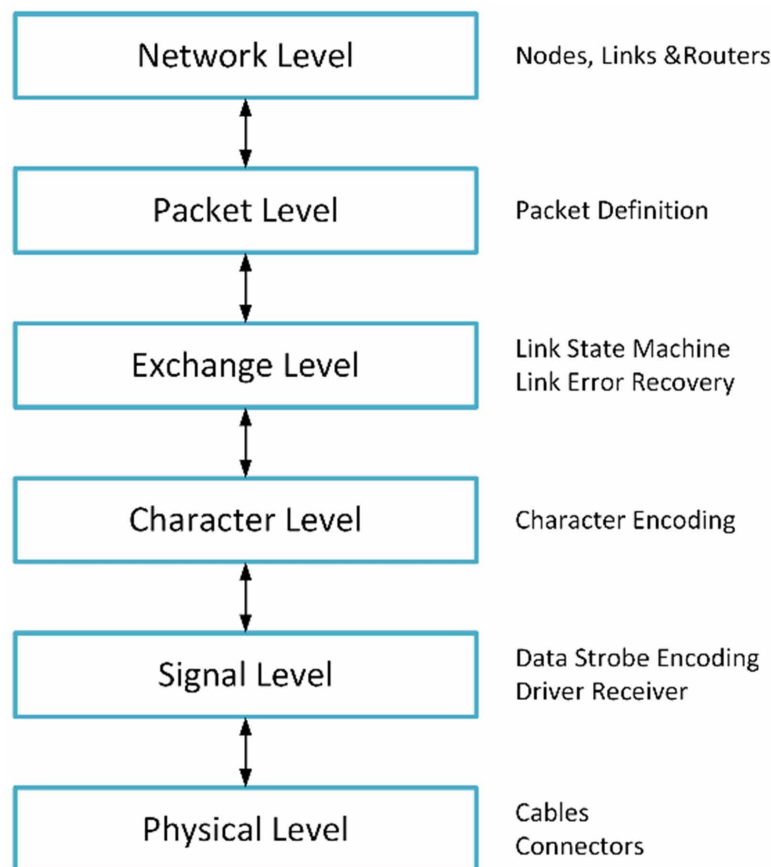 Network Level
Nodes, Links &Routers
Packet Level
Packet Definition
Exchange Level
Link State Machine
Link Error Recovery
Character Level
Character Encoding
Signal Level
Data Strobe Encoding
Driver Receiver
Physical Level
Cables
Connectors